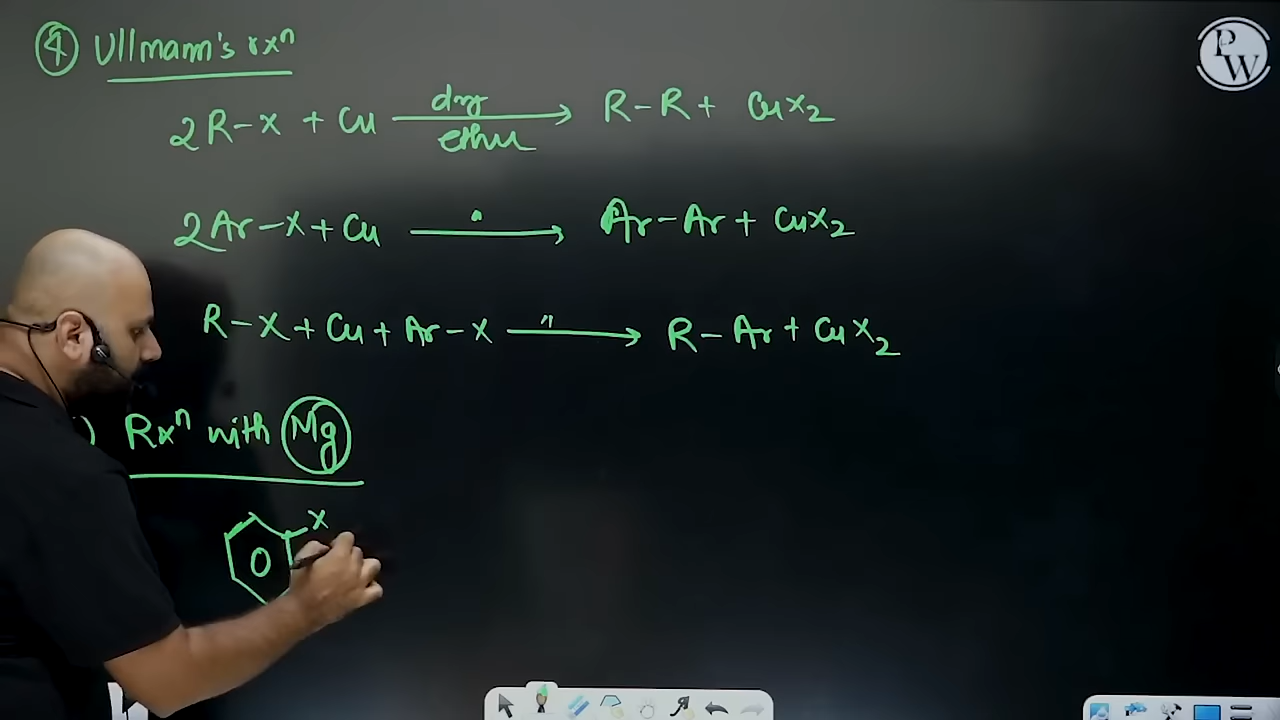 ④ Ullmann's rxⁿ
PW
2R-X + Cu dry ether → R-R + CuX₂
2Ar-X + Cu " → Ar-Ar + CuX₂
R-X + Cu + Ar-X " → R-Ar + CuX₂
) Rxⁿ with Mg
X